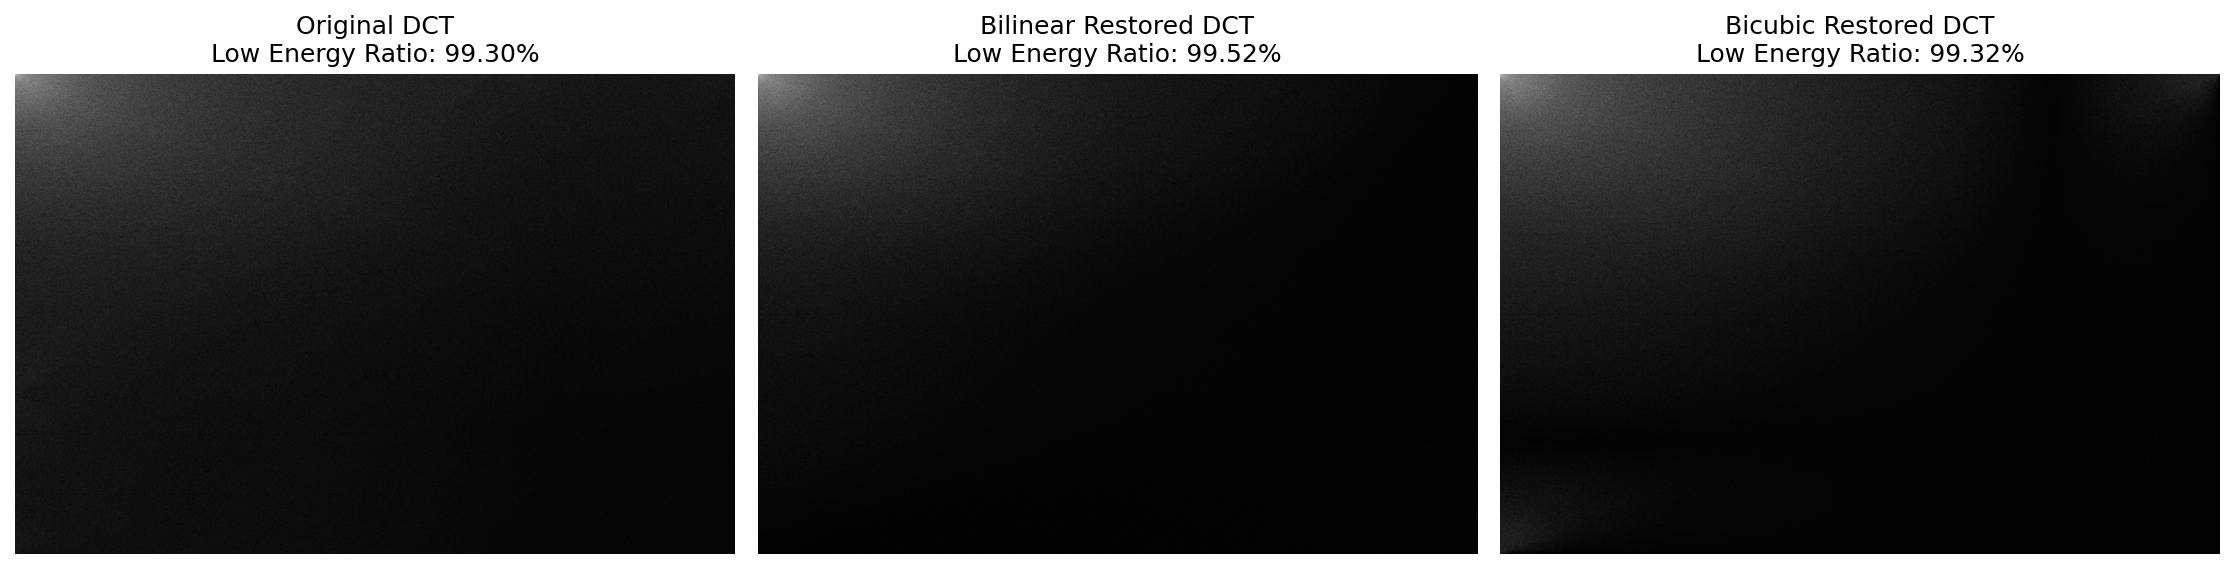 Original DCT
Low Energy Ratio: 99.30%
Bilinear Restored DCT
Low Energy Ratio: 99.52%
Bicubic Restored DCT
Low Energy Ratio: 99.32%